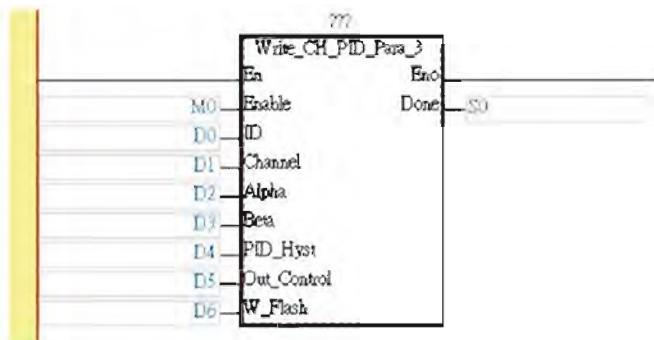 ???
Write_CH_PID_Para_3
En Eno
M0 Enable Done S0
D0 ID
D1 Channel
D2 Alpha
D3 Beta
D4 PID_Hyst
D5 Out_Control
D6 W_Flash